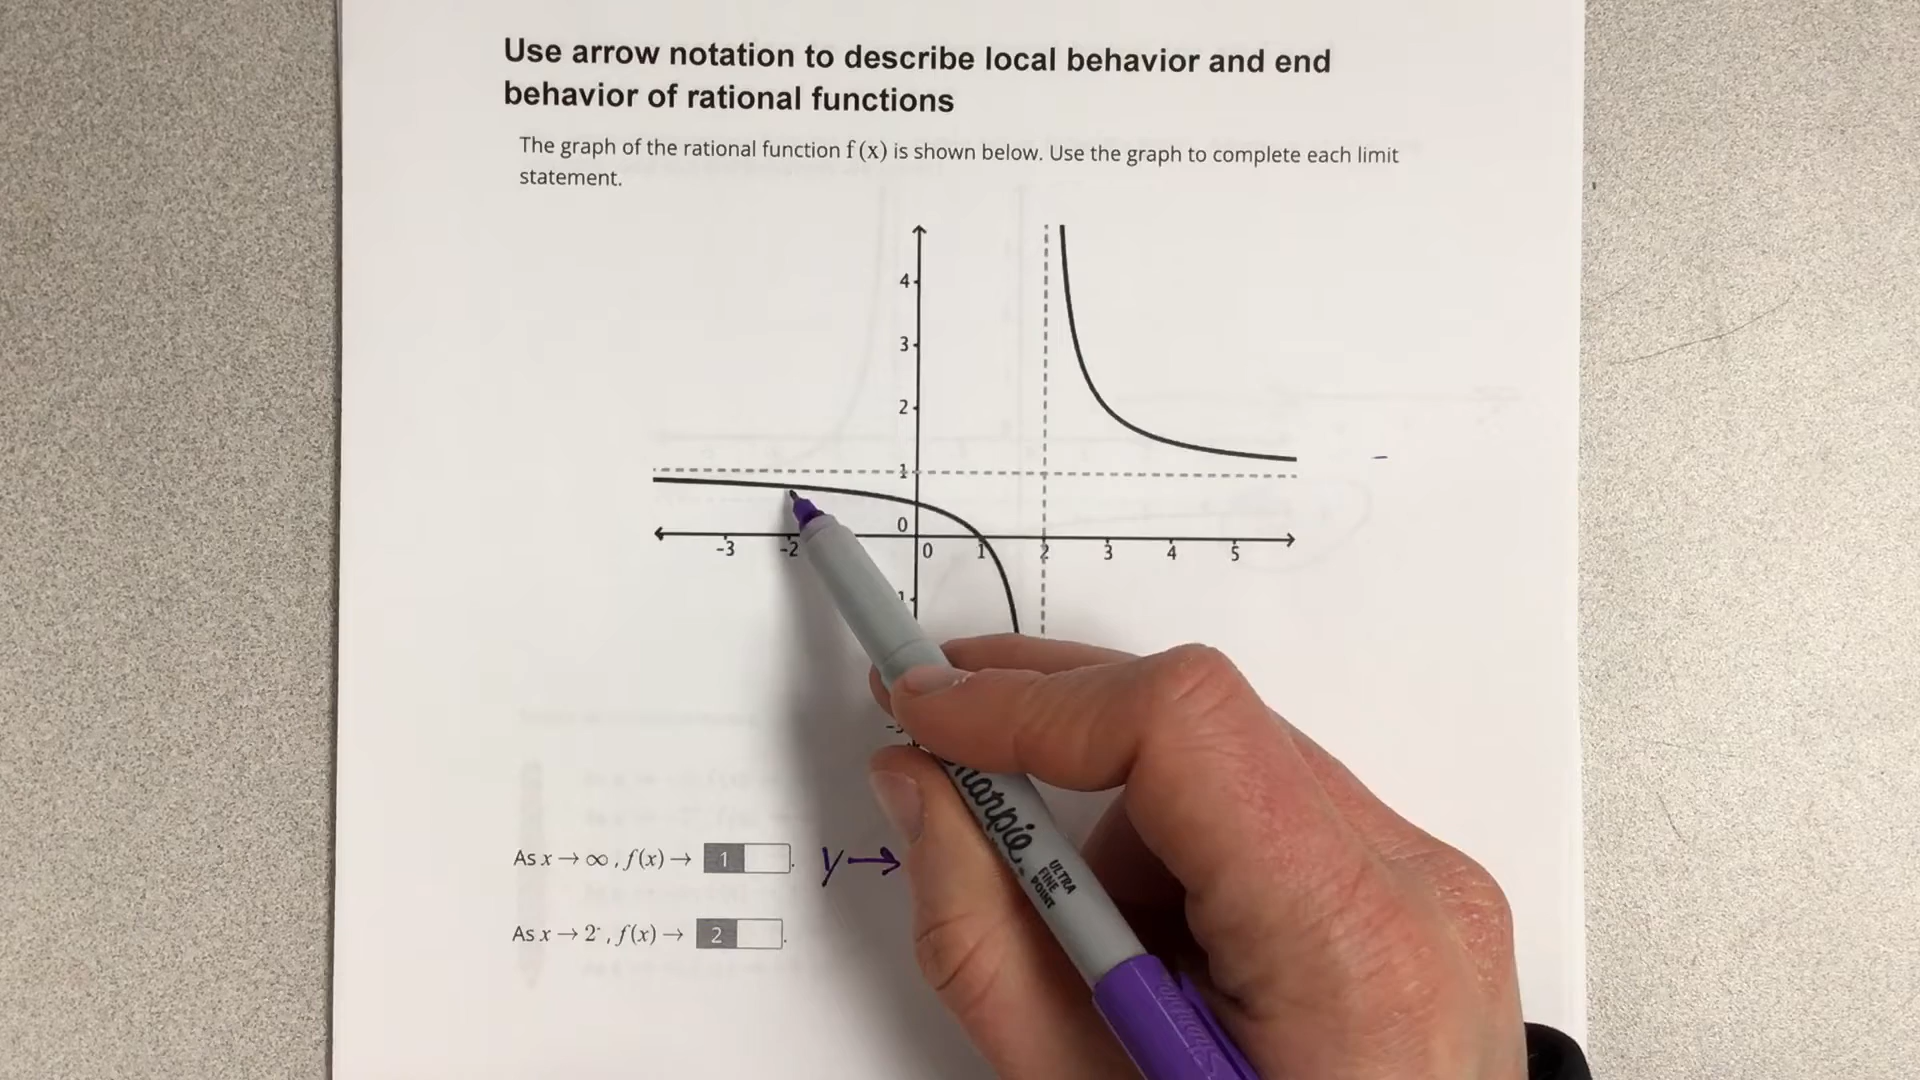 Use arrow notation to describe local behavior and end
behavior of rational functions
The graph of the rational function f (x) is shown below. Use the graph to complete each limit
statement.
4
3
2
1
0
-3 -2 0 1 2 3 4 5
1
As x → ∞ , f(x) → 1 .
y →
As x → 2⁻ , f(x) → 2 .
Sharpie
ULTRA
FINE
POINT
Sharpie